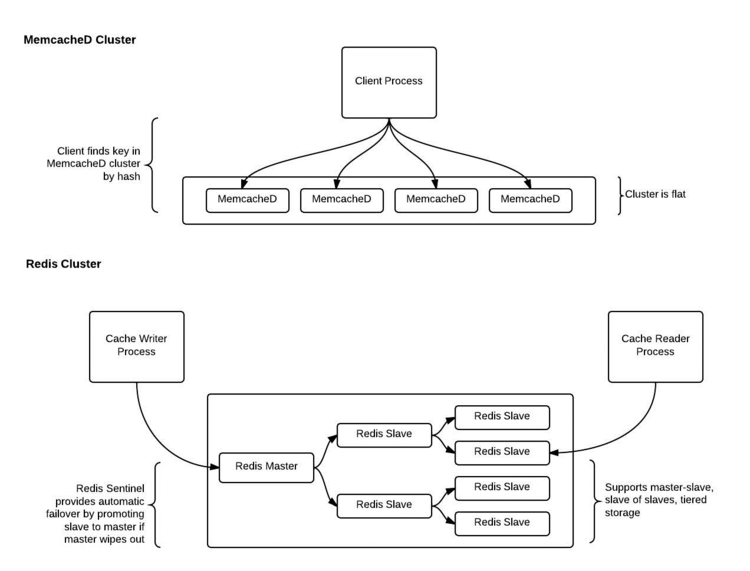 MemcacheD Cluster
Client Process
Client finds key in
MemcacheD cluster
by hash
MemcacheD
MemcacheD
MemcacheD
MemcacheD
Cluster is flat
Redis Cluster
Cache Writer
Process
Cache Reader
Process
Redis Slave
Redis Slave
Redis Slave
Redis Master
Redis Slave
Redis Slave
Redis Slave
Redis Sentinel
provides automatic
failover by promoting
slave to master if
master wipes out
Supports master-slave,
slave of slaves, tiered
storage